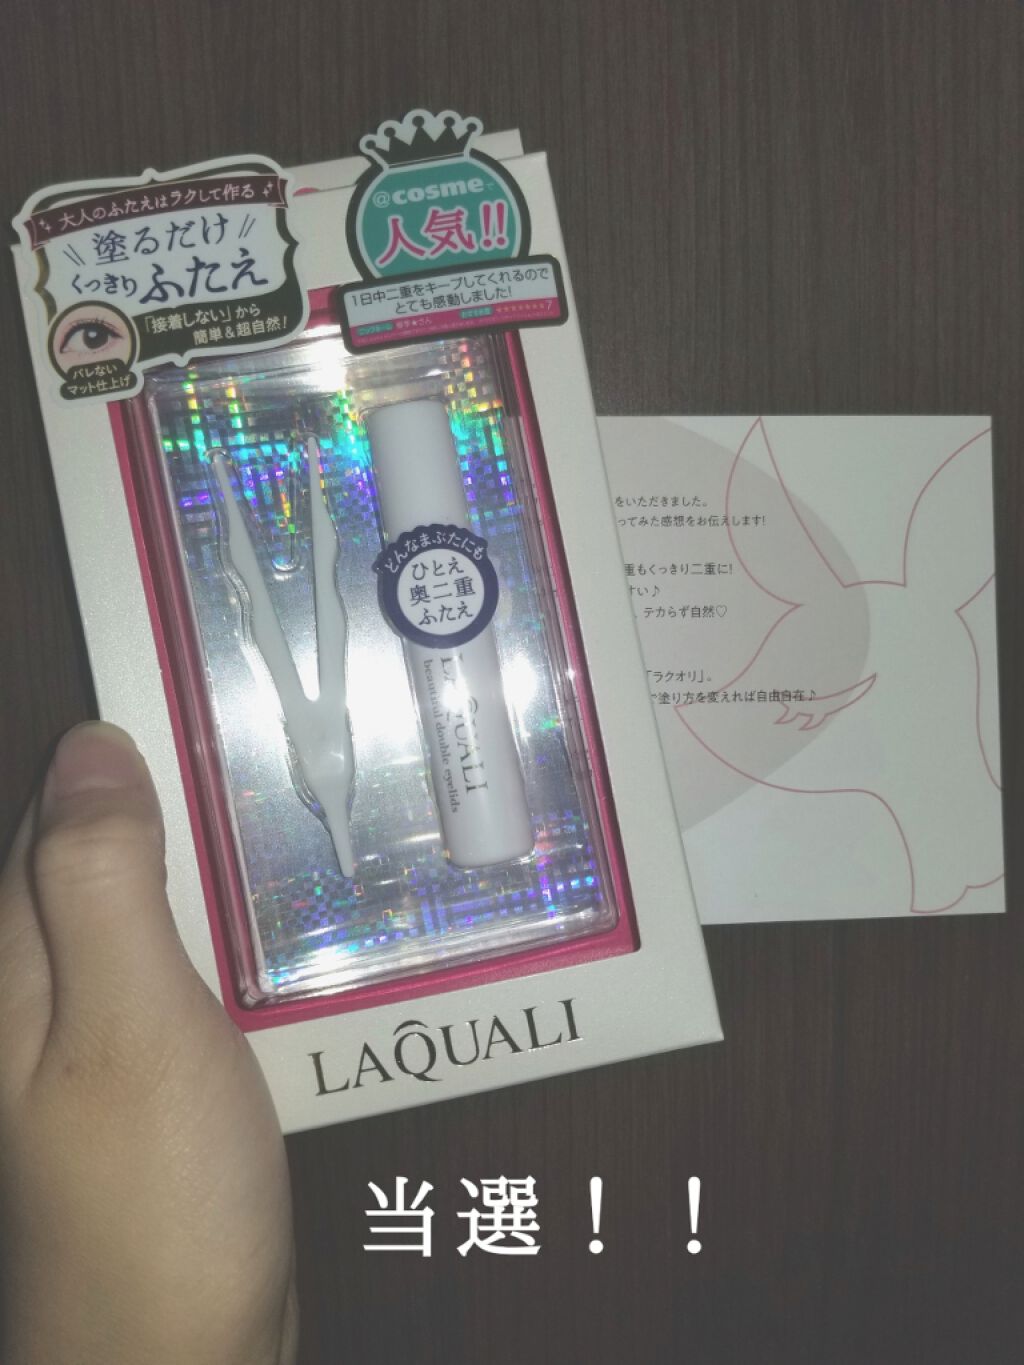 大人のふたえはラクして作る
塗るだけ
くっきりふたえ
「接着しない」から
簡単&超自然!
バレない
マット仕上げ
@cosmeで
人気!!
1日中二重をキープしてくれるので
とても感動しました!
7
どんなまぶたにも
ひとえ
奥二重
ふたえ
LAQUALI
beautiful double eyelids
LAQUALI
をいただきました。
ってみた感想をお伝えします!
重もくっきり二重に!
すい♪
、テカらず自然♡
「ラクオリ」。
で塗り方を変えれば自由自在♪
当選！！